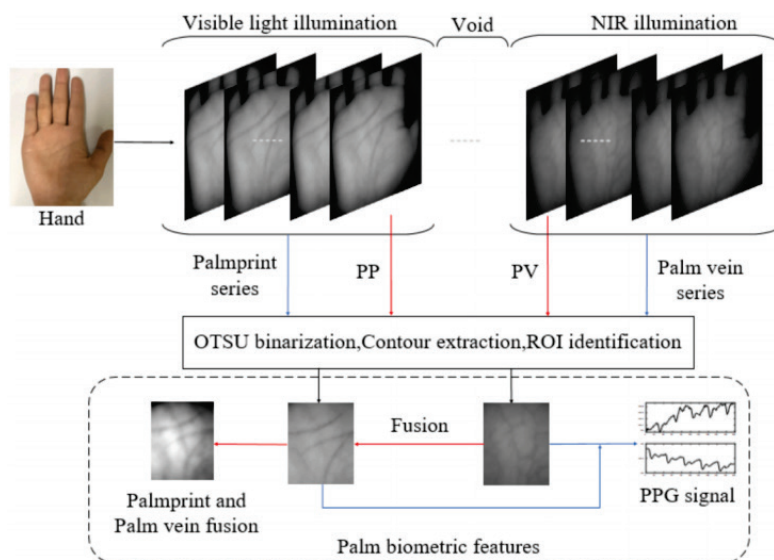 Visible light illumination
Void
NIR illumination
Hand
Palmprint
series
PP
PV
Palm vein
series
OTSU binarization,Contour extraction,ROI identification
Fusion
Palmprint and
Palm vein fusion
PPG signal
Palm biometric features